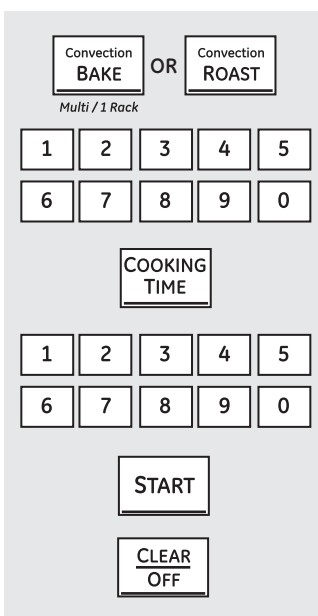 Convection Convection
BAKE OR ROAST
Multi / 1 Rack
1 2 3 4 5
6 7 8 9 0
COOKING
TIME
1 2 3 4 5
6 7 8 9 0
START
CLEAR
OFF